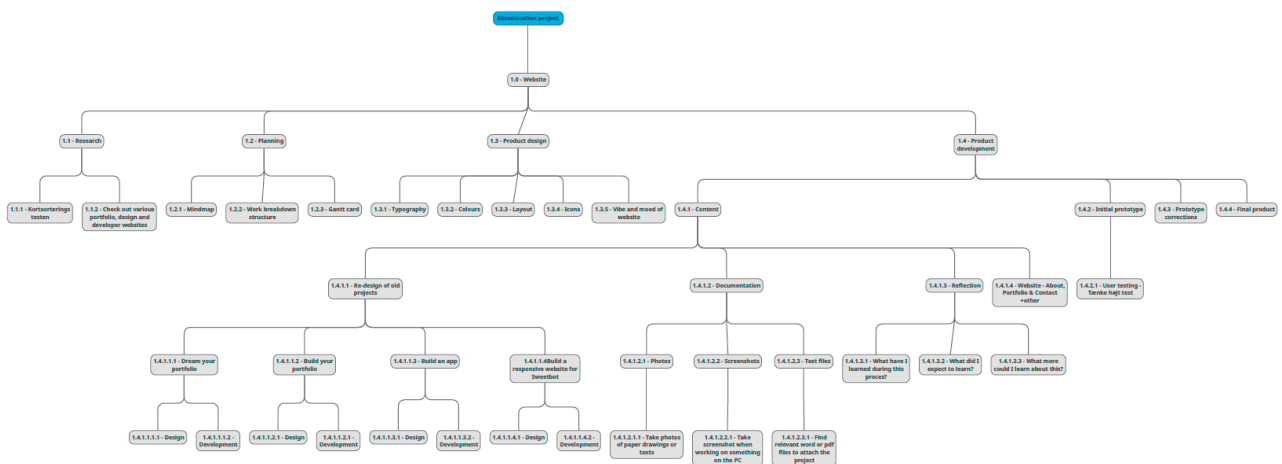 Dissemination project
1.0 - Website
1.1 - Research
1.2 - Planning
1.3 - Product design
1.4 - Product
development
1.1.1 - Kortsorterings
testen
1.1.2 - Check out various
portfolio, design and
developer websites
1.2.1 - Mindmap
1.2.2 - Work breakdown
structure
1.2.3 - Gantt card
1.3.1 - Typography
1.3.2 - Colours
1.3.3 - Layout
1.3.4 - Icons
1.3.5 - Vibe and mood of
website
1.4.1 - Content
1.4.2 - Initial prototype
1.4.3 - Prototype
corrections
1.4.4 - Final product
1.4.1.1 - Re-design of old
projects
1.4.1.2 - Documentation
1.4.1.3 - Reflection
1.4.1.4 - Website - About,
Portfolio & Contact
+other
1.4.2.1 - User testing -
Tænke højt test
1.4.1.1.1 - Dream your
portfolio
1.4.1.1.2 - Build your
portfolio
1.4.1.1.3 - Build an app
1.4.1.1.4Build a
responsive website for
Sweetbot
1.4.1.2.1 - Photos
1.4.1.2.2 - Screenshots
1.4.1.2.3 - Text files
1.4.1.3.1 - What have I
learned during this
proces?
1.4.1.3.2 - What did I
expect to learn?
1.4.1.3.3 - What more
could I learn about this?
1.4.1.1.1.1 - Design
1.4.1.1.1.2 -
Development
1.4.1.1.2.1 - Design
1.4.1.1.2.1 -
Development
1.4.1.1.3.1 - Design
1.4.1.1.3.2 -
Development
1.4.1.1.4.1 - Design
1.4.1.1.4.2 -
Development
1.4.1.2.1.1 - Take photos
of paper drawings or
texts
1.4.1.2.2.1 - Take
screenshot when
working on something
on the PC
1.4.1.2.3.1 - Find
relevant word or pdf
files to attach the
project